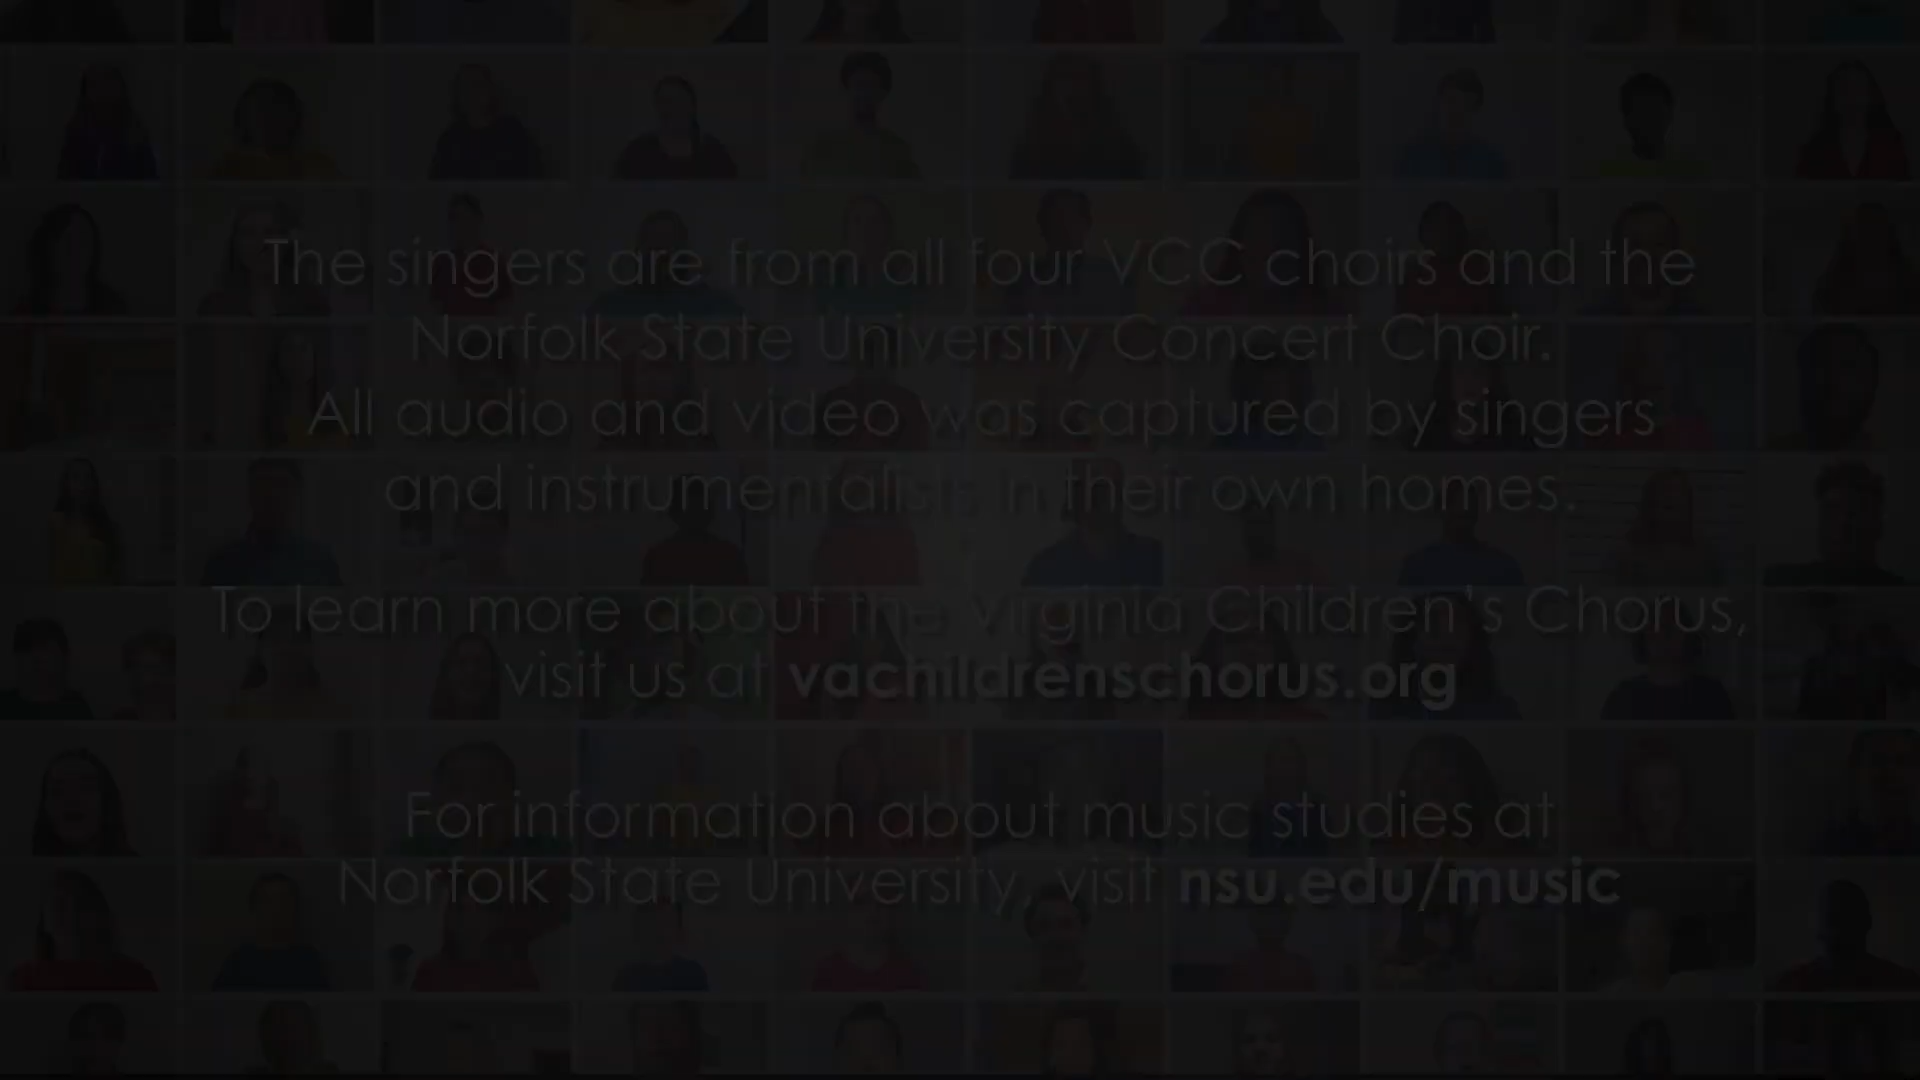 The singers are from all four VCC choirs and the
Norfolk State University Concert Choir.
All audio and video was captured by singers
and instrumentalists in their own homes.
To learn more about the Virginia Children's Chorus,
visit us at vachildrenschorus.org
For information about music studies at
Norfolk State University, visit nsu.edu/music